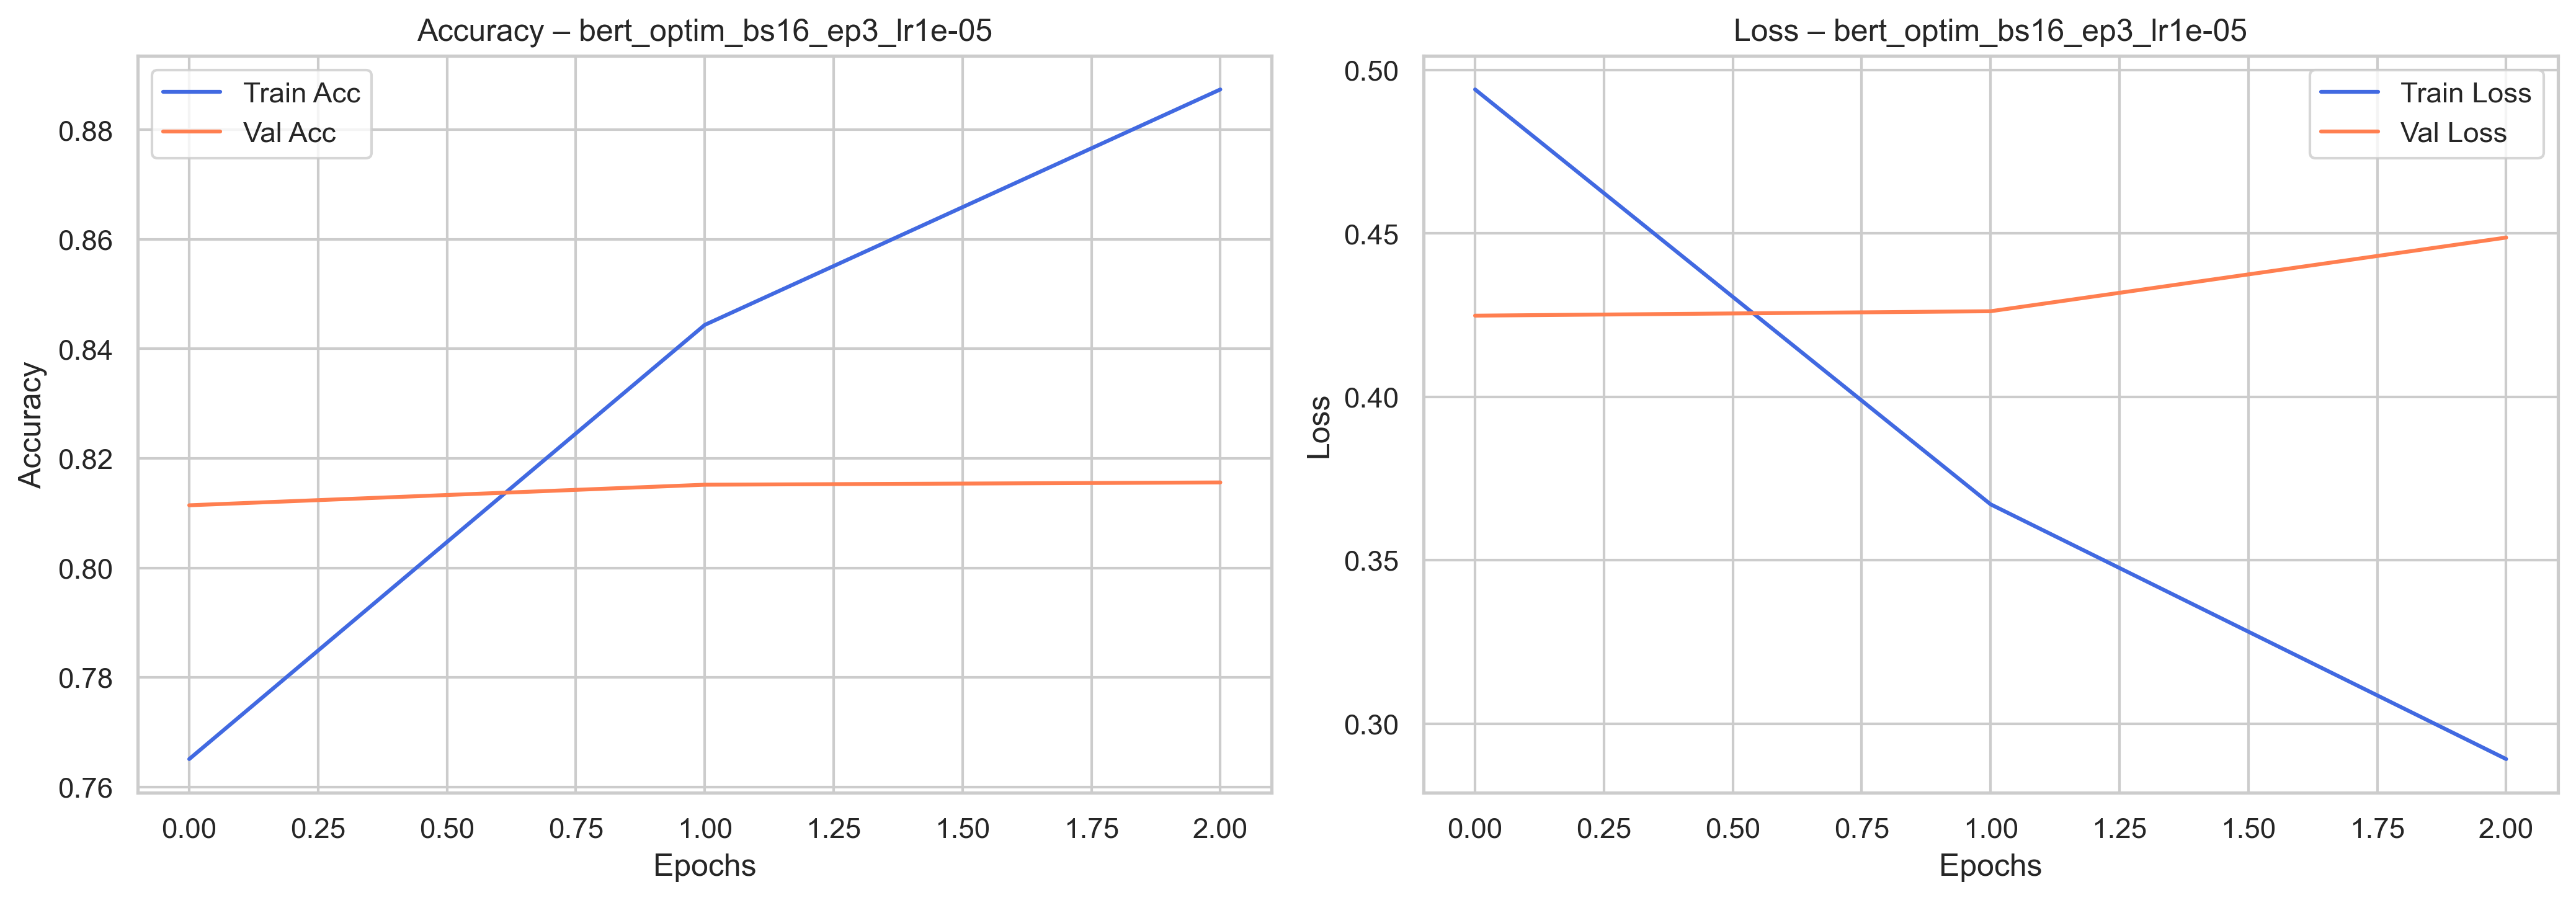 Accuracy – bert_optim_bs16_ep3_lr1e-05
Train Acc
Val Acc
0.88
0.86
0.84
0.82
0.80
0.78
0.76
Accuracy
0.00 0.25 0.50 0.75 1.00 1.25 1.50 1.75 2.00
Epochs
Loss – bert_optim_bs16_ep3_lr1e-05
Train Loss
Val Loss
0.50
0.45
0.40
0.35
0.30
Loss
0.00 0.25 0.50 0.75 1.00 1.25 1.50 1.75 2.00
Epochs